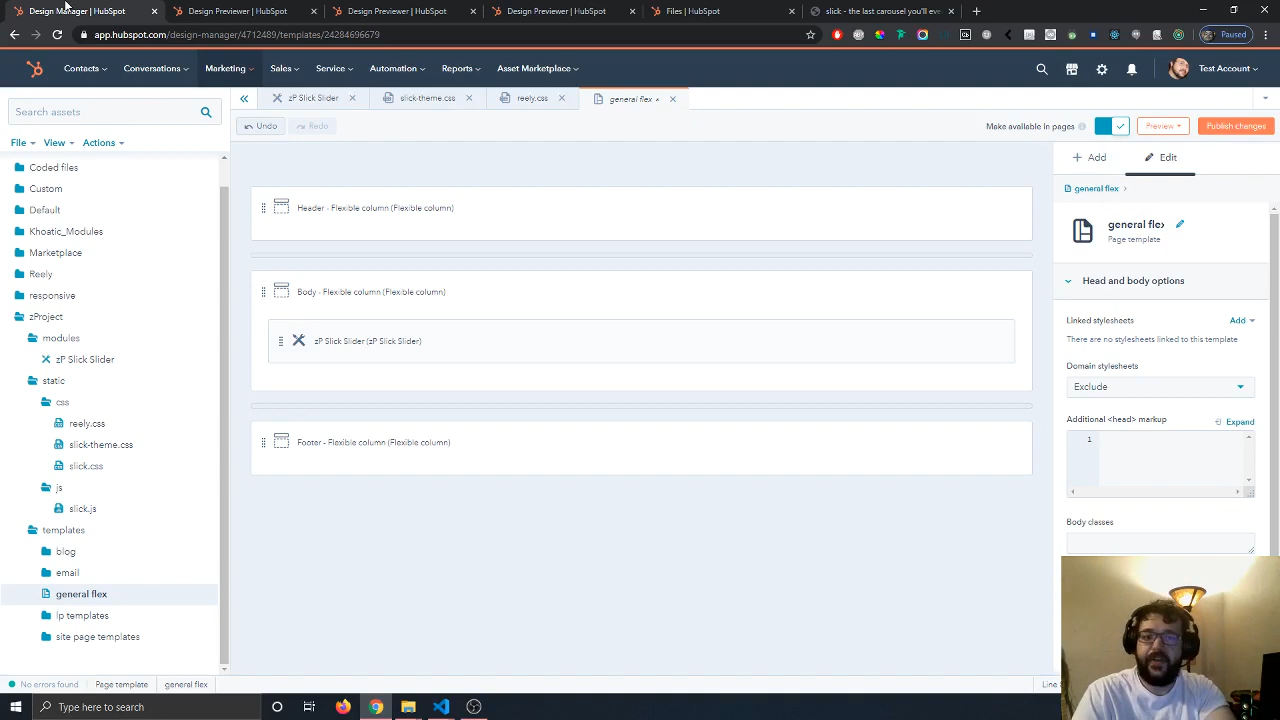 Design Manager | HubSpot
Design Previewer | HubSpot
Design Previewer | HubSpot
Design Previewer | HubSpot
Files | HubSpot
slick - the last carousel you'll eve
app.hubspot.com/design-manager/4712489/templates/24284696679
Paused
Contacts
Conversations
Marketing
Sales
Service
Automation
Reports
Asset Marketplace
Test Account
Search assets
zP Slick Slider
slick-theme.css
reely.css
general flex
Undo
Redo
Make available in pages
Preview
Publish changes
File
View
Actions
Coded files
Custom
Default
Khoatic_Modules
Marketplace
Reely
responsive
zProject
modules
zP Slick Slider
static
css
reely.css
slick-theme.css
slick.css
js
slick.js
templates
blog
email
general flex
lp templates
site page templates
Header - Flexible column (Flexible column)
Body - Flexible column (Flexible column)
zP Slick Slider (zP Slick Slider)
Footer - Flexible column (Flexible column)
Add
Edit
general flex
general flex
Page template
Head and body options
Linked stylesheets
Add
There are no stylesheets linked to this template
Domain stylesheets
Exclude
Additional <head> markup
Expand
1
Body classes
No errors found
Page template
general flex
Line
Type here to search